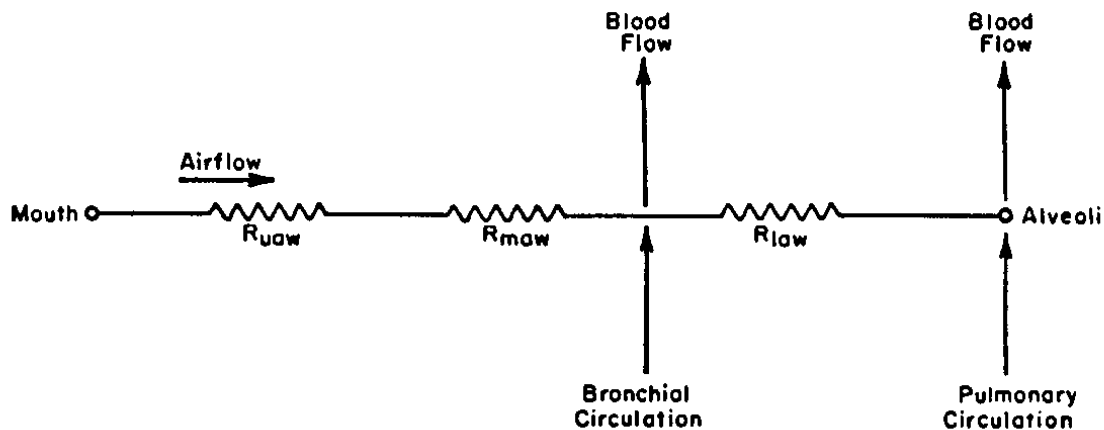 Blood
Flow
Blood
Flow
Airflow
Mouth
Ruaw
Rmaw
Rlaw
Alveoli
Bronchial
Circulation
Pulmonary
Circulation